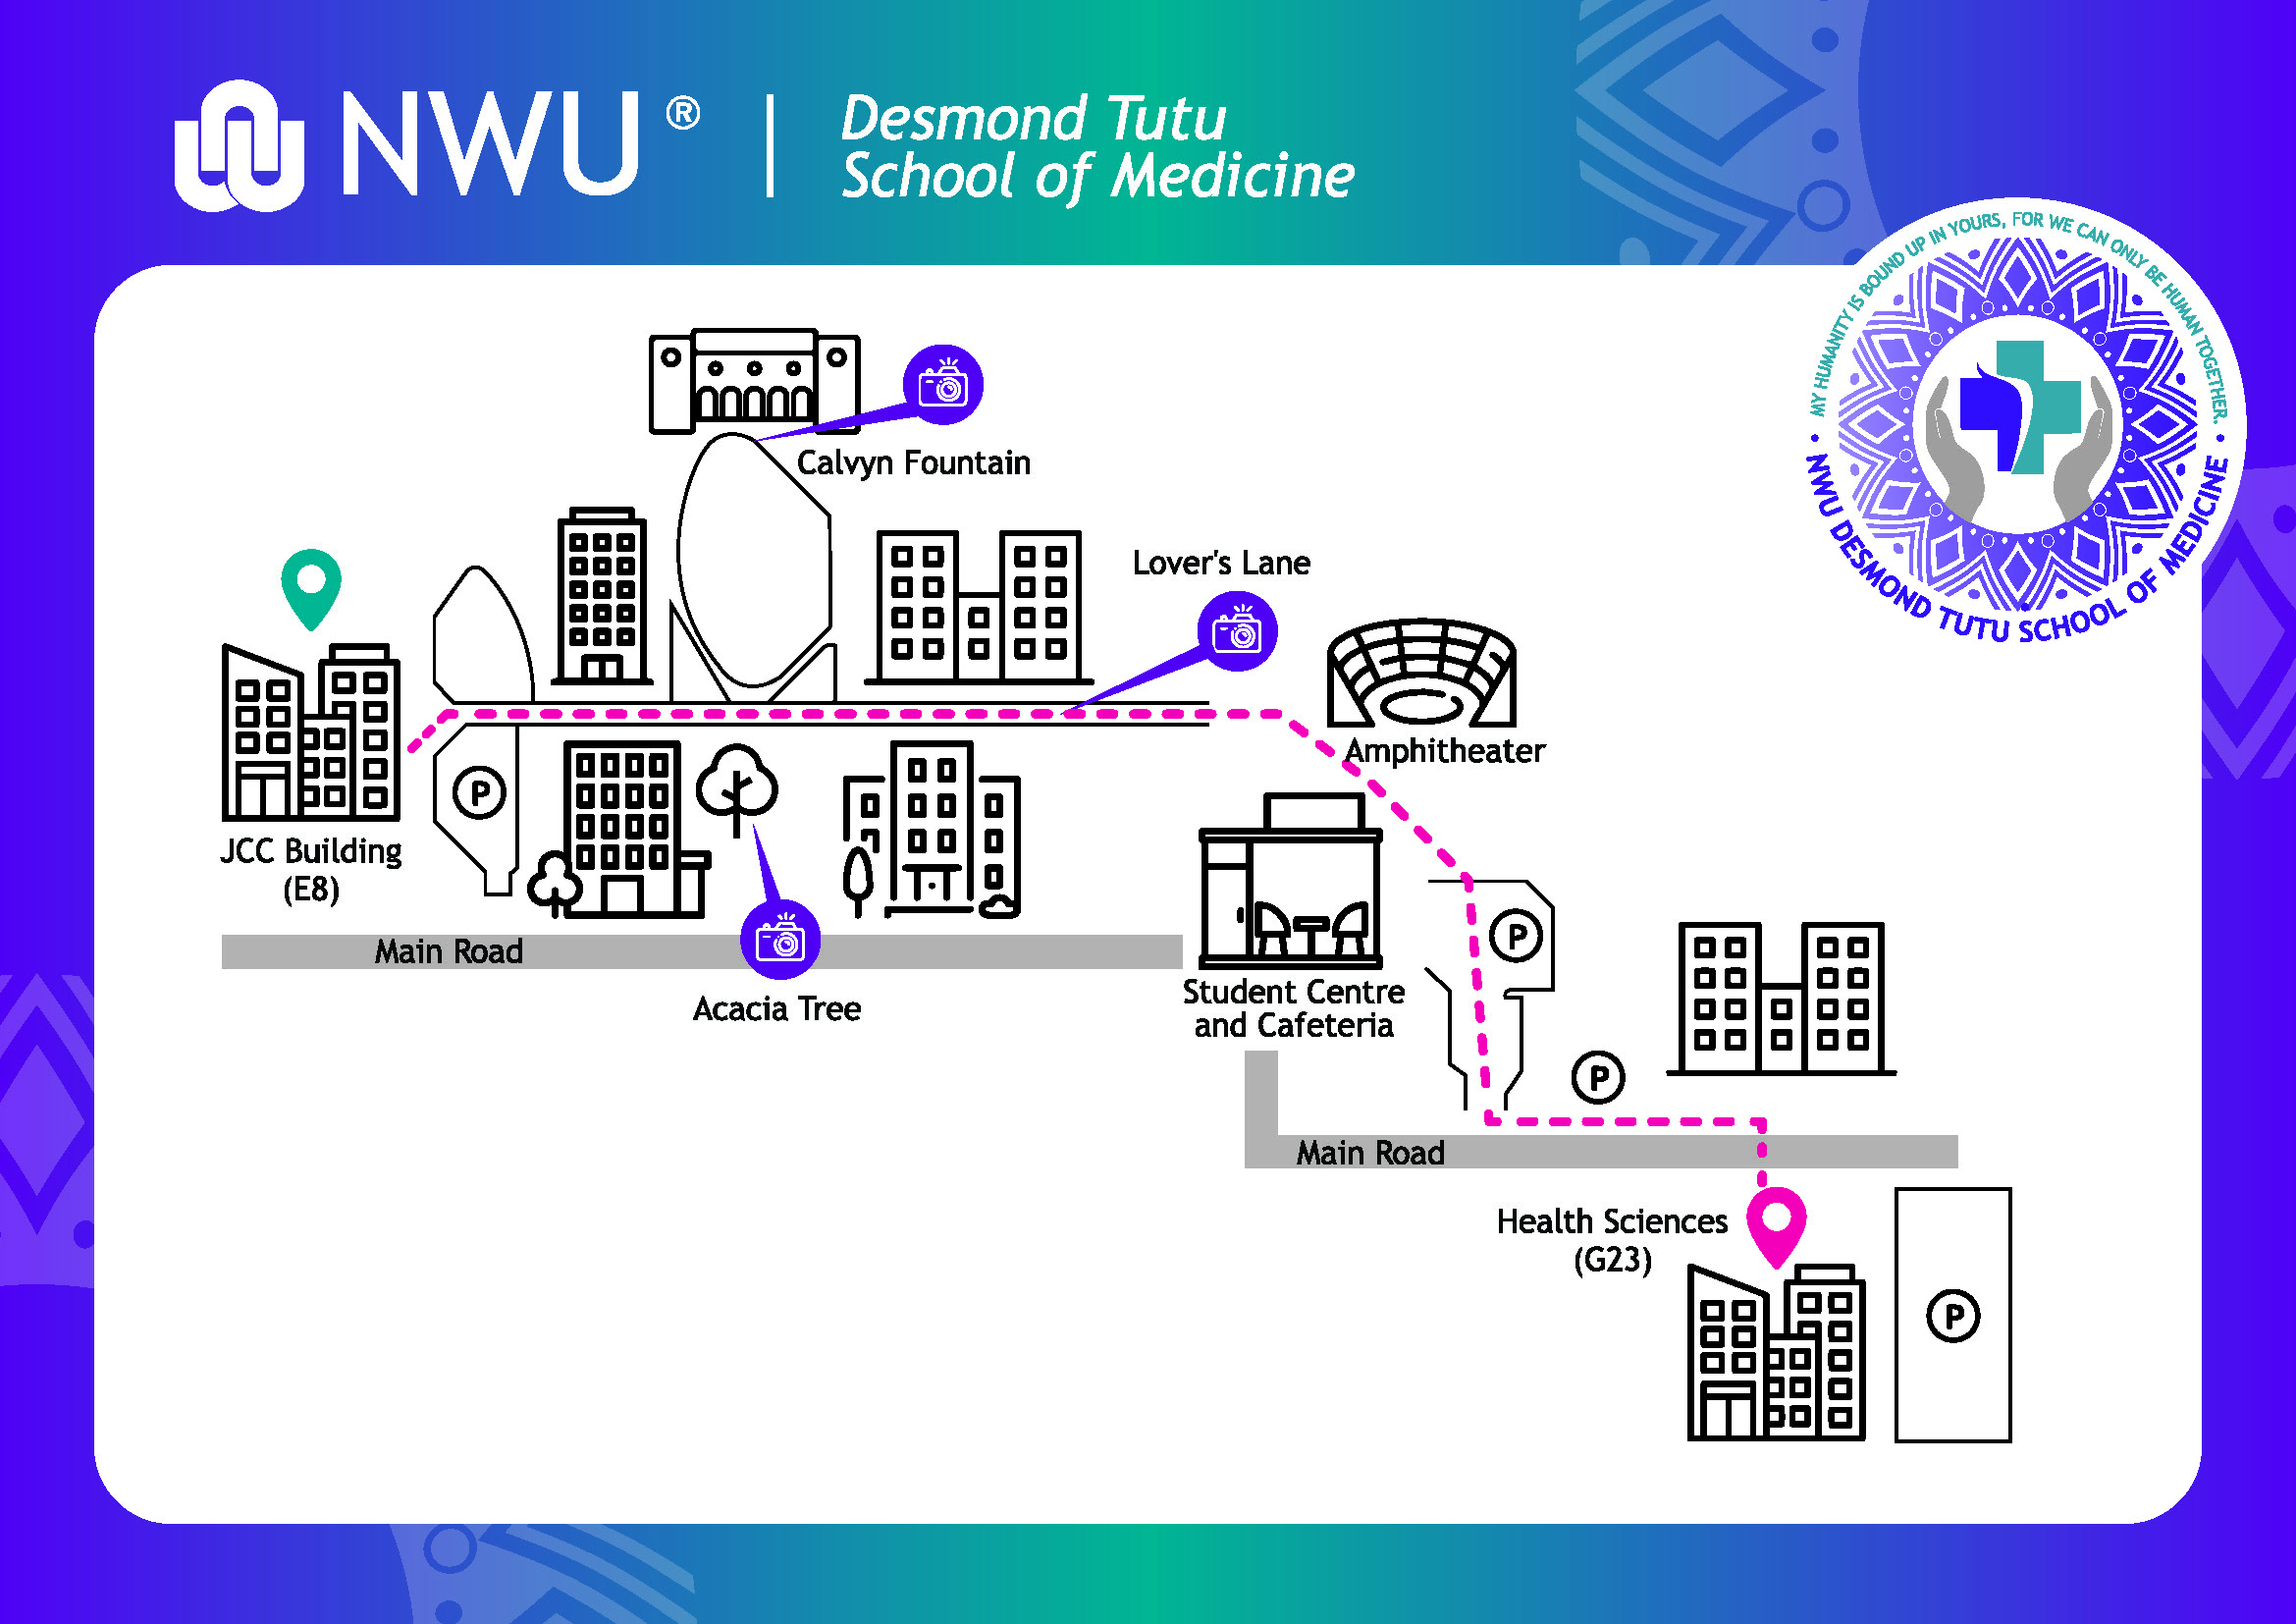 NWU®
Desmond Tutu
School of Medicine
MY HUMANITY IS BOUND UP IN YOURS, FOR WE CAN ONLY BE HUMAN TOGETHER.
• NWU DESMOND TUTU SCHOOL OF MEDICINE •
Calvyn Fountain
Lover's Lane
Amphitheater
P
JCC Building
(E8)
Main Road
Acacia Tree
P
Student Centre
and Cafeteria
P
Main Road
Health Sciences
(G23)
P